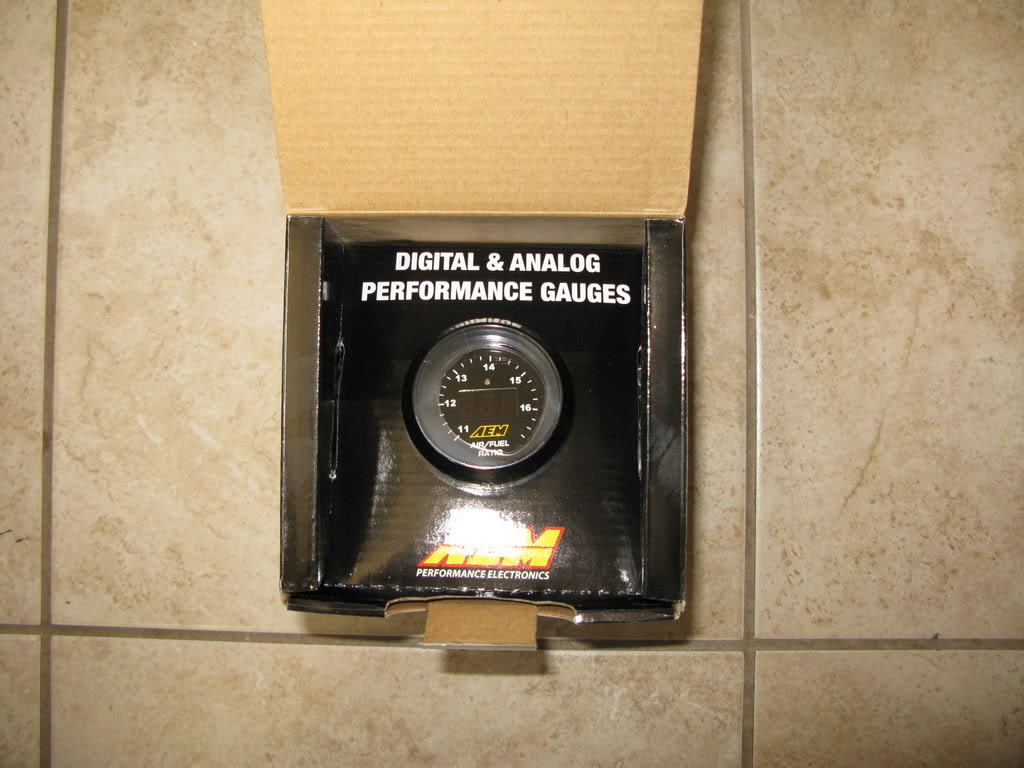 DIGITAL & ANALOG
PERFORMANCE GAUGES
14
13
15
12
16
11
AEM
AIR/FUEL
RATIO
AEM
PERFORMANCE ELECTRONICS